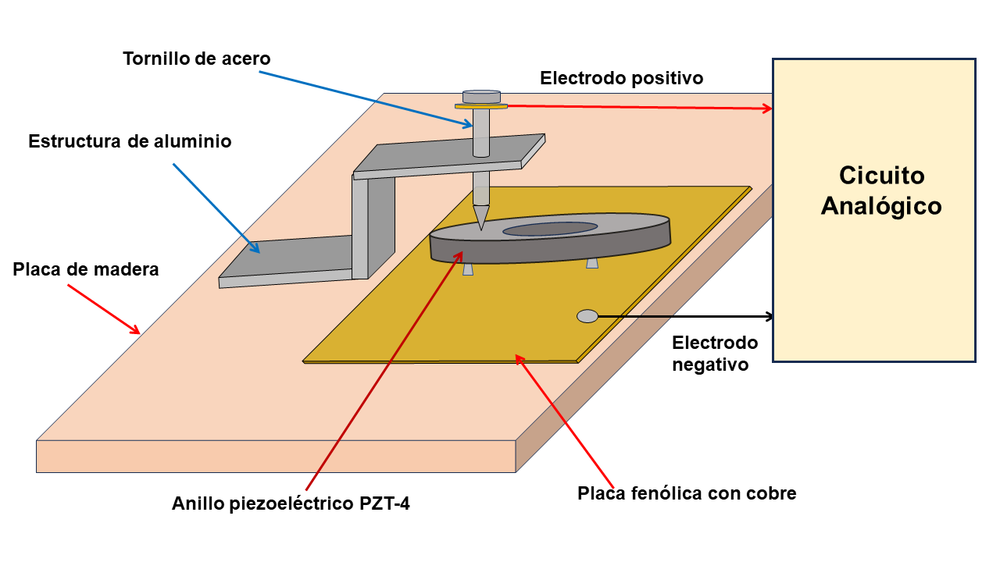 Tornillo de acero
Electrodo positivo
Estructura de aluminio
Cicuito
Analógico
Placa de madera
Electrodo
negativo
Placa fenólica con cobre
Anillo piezoeléctrico PZT-4